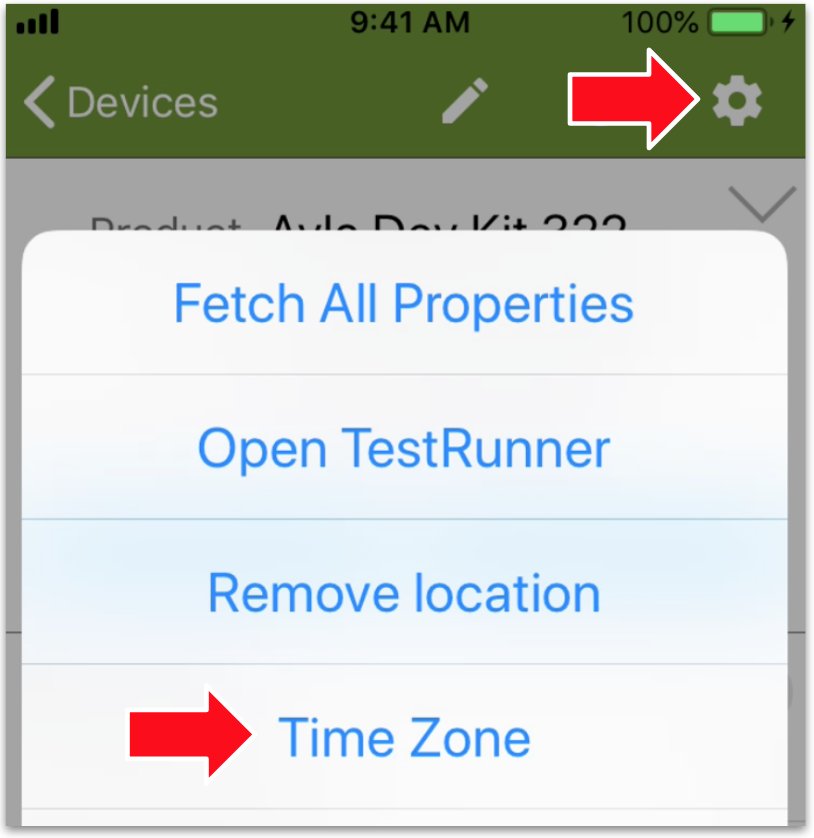 9:41 AM 100%
Devices
Product Ayla Dev Kit 322
Fetch All Properties
Open TestRunner
Remove location
Time Zone